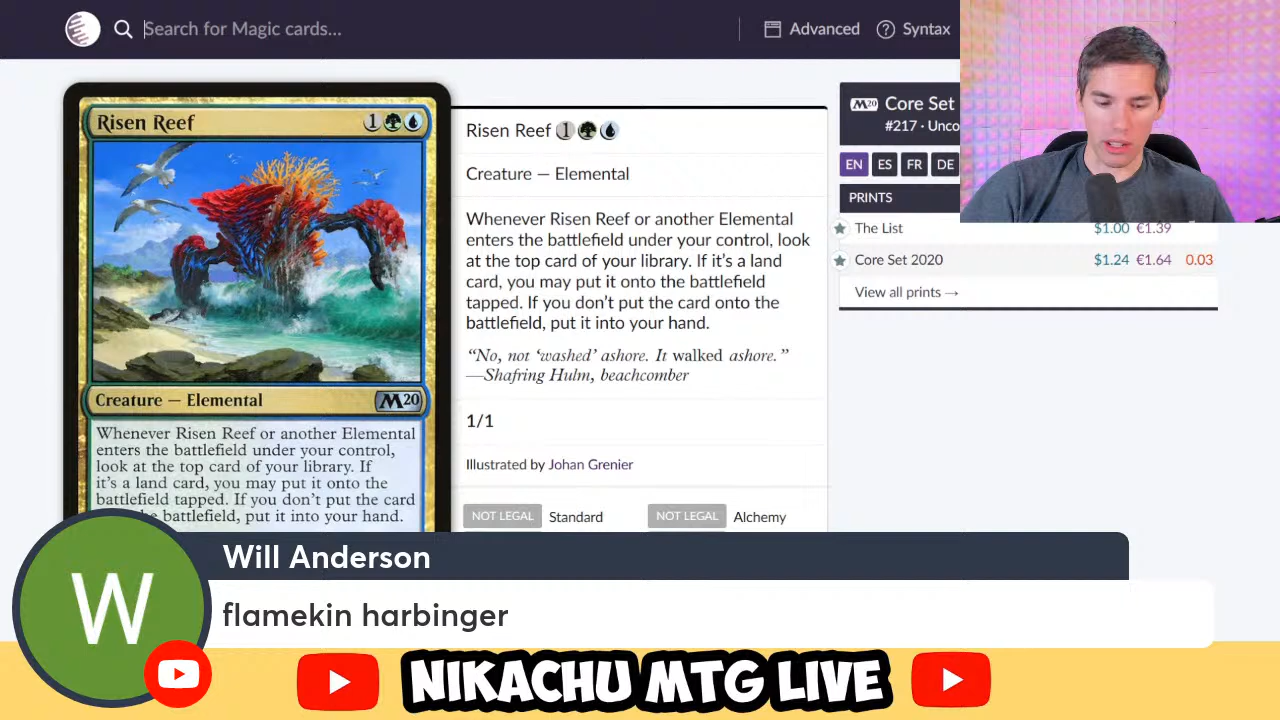 Search for Magic cards...
Advanced
Syntax
Risen Reef 1
Creature — Elemental
M20
Whenever Risen Reef or another Elemental
enters the battlefield under your control,
look at the top card of your library. If
it's a land card, you may put it onto the
battlefield tapped. If you don't put the card
battlefield, put it into your hand.
Risen Reef 1
Creature — Elemental
Whenever Risen Reef or another Elemental
enters the battlefield under your control, look
at the top card of your library. If it's a land
card, you may put it onto the battlefield
tapped. If you don't put the card onto the
battlefield, put it into your hand.
“No, not ‘washed’ ashore. It walked ashore.”
—Shafring Hulm, beachcomber
1/1
Illustrated by Johan Grenier
NOT LEGAL Standard NOT LEGAL Alchemy
M20 Core Set
#217 · Unco
EN ES FR DE
PRINTS
The List $1.00 €1.39
Core Set 2020 $1.24 €1.64 0.03
View all prints →
W
Will Anderson
flamekin harbinger
NIKACHU MTG LIVE